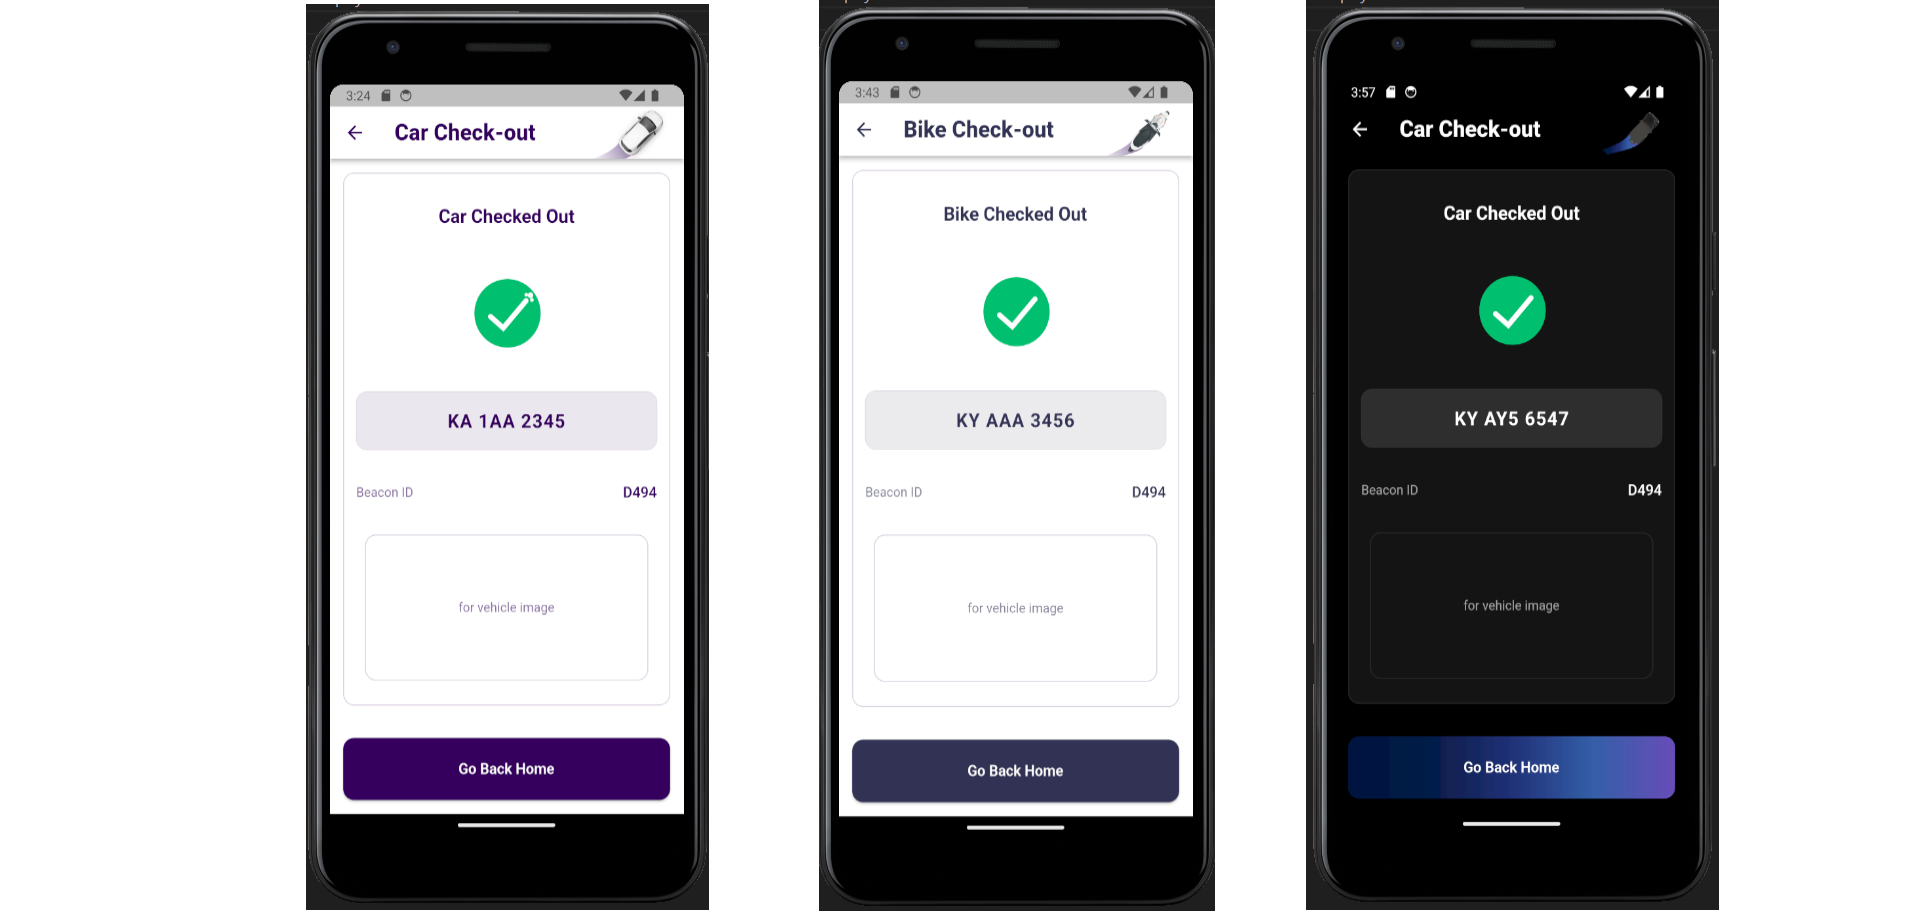 3:24
Car Check-out
Car Checked Out
KA 1AA 2345
Beacon ID D494
for vehicle image
Go Back Home
3:43
Bike Check-out
Bike Checked Out
KY AAA 3456
Beacon ID D494
for vehicle image
Go Back Home
3:57
Car Check-out
Car Checked Out
KY AY5 6547
Beacon ID D494
for vehicle image
Go Back Home